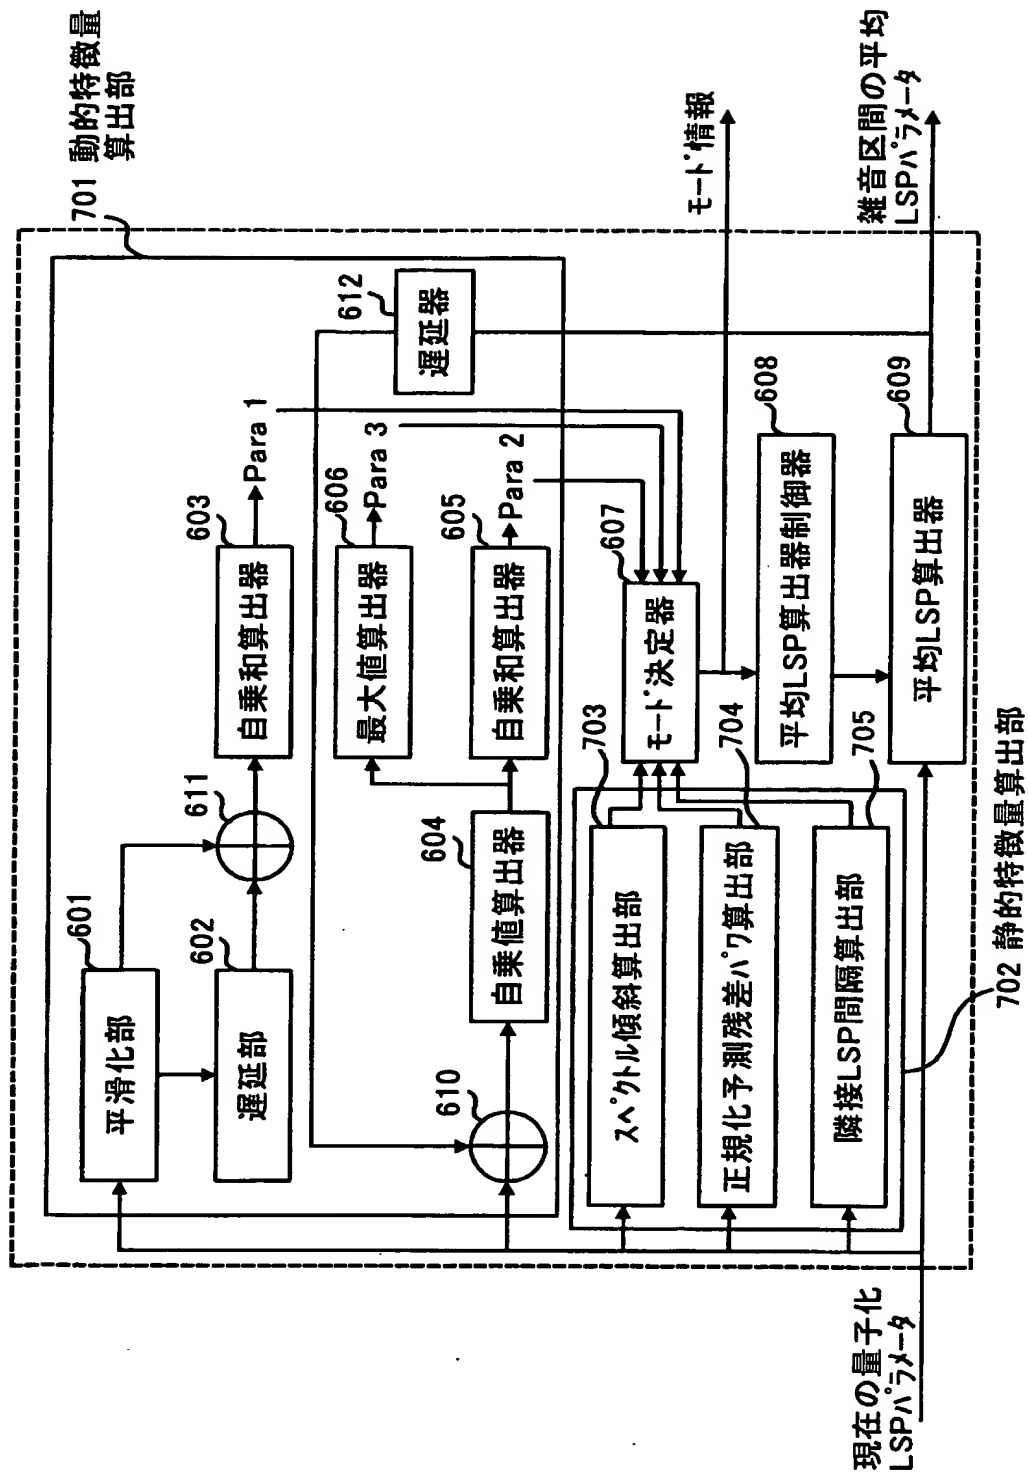 701 動的特徴量
算出部
601
平滑化部
602
遅延部
611
603
自乗和算出器
Para 1
612
遅延器
606
最大値算出器
Para 3
610
604
自乗値算出器
605
自乗和算出器
Para 2
607
モード決定器
モード情報
703
スペクトル傾斜算出部
704
正規化予測残差パワ算出部
705
隣接LSP間隔算出部
702 静的特徴量算出部
608
平均LSP算出器制御器
609
平均LSP算出器
雑音区間の平均
LSPパラメータ
現在の量子化
LSPパラメータ